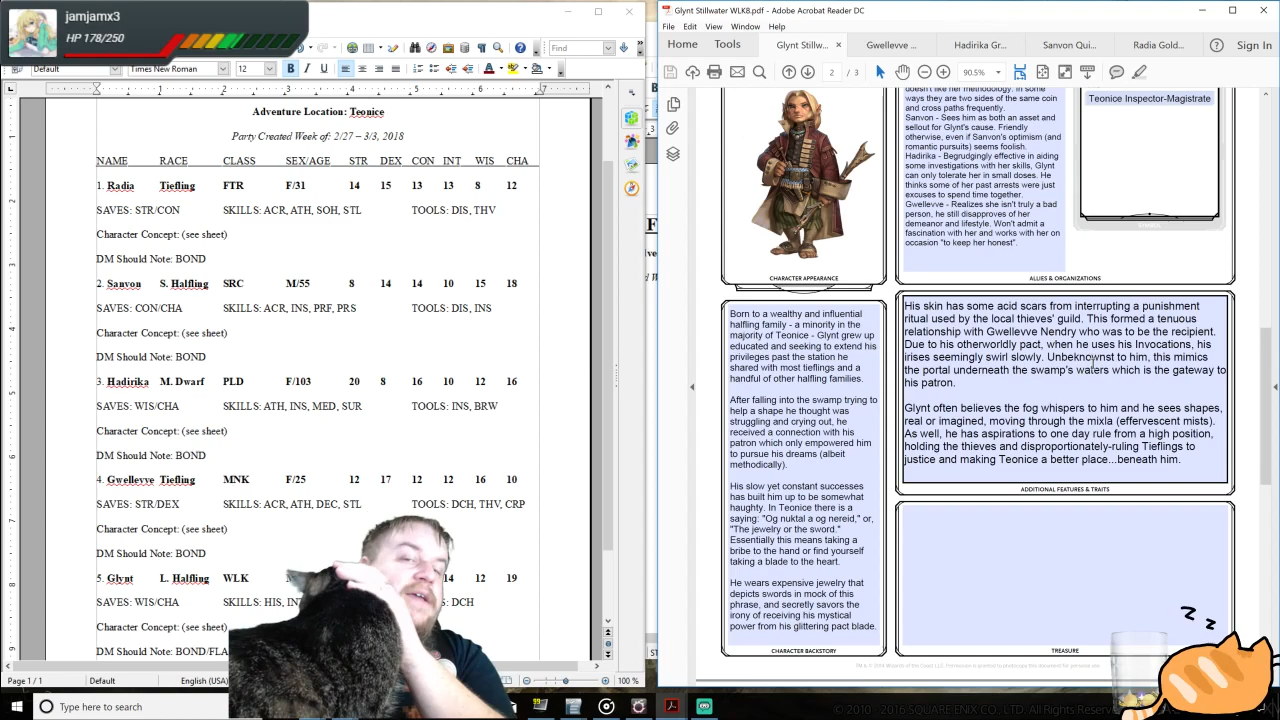 jamjamx3
HP 178/250
Find
Default
Times New Roman
12
Adventure Location: Teonice
Party Created Week of: 2/27 – 3/3, 2018
NAME RACE CLASS SEX/AGE STR DEX CON INT WIS CHA
1. Radia Tiefling FTR F/31 14 15 13 13 8 12
SAVES: STR/CON SKILLS: ACR, ATH, SOH, STL TOOLS: DIS, THV
Character Concept: (see sheet)
DM Should Note: BOND
2. Sanvon S. Halfling SRC M/55 8 14 14 10 15 18
SAVES: CON/CHA SKILLS: ACR, INS, PRF, PRS TOOLS: DIS, INS
Character Concept: (see sheet)
DM Should Note: BOND
3. Hadirika M. Dwarf PLD F/103 20 8 16 10 12 16
SAVES: WIS/CHA SKILLS: ATH, INS, MED, SUR TOOLS: INS, BRW
Character Concept: (see sheet)
DM Should Note: BOND
4. Gwellevve Tiefling MNK F/25 12 17 12 12 16 10
SAVES: STR/DEX SKILLS: ACR, ATH, DEC, STL TOOLS: DCH, THV, CRP
Character Concept: (see sheet)
DM Should Note: BOND
5. Glynt L. Halfling WLK 14 12 19
SAVES: WIS/CHA SKILLS: HIS, DCH
Character Concept: (see sheet)
DM Should Note: BOND/FLA
Page 1 / 1 Default English (USA) 100 %
Type here to search
Glynt Stillwater WLK8.pdf - Adobe Acrobat Reader DC
File Edit View Window Help
Home Tools Glynt Stillw... Gwellevve ... Hadirika Gr... Sanvon Qui... Radia Gold... Sign In
2 / 3 90.5%
doesn't like her methodology. In some
ways they are two sides of the same coin
and cross paths frequently.
Sanvon - Sees him as both an asset and
sellout for Glynt's cause. Friendly
otherwise, even if Sanvon's optimism (and
romantic pursuits) seems foolish.
Hadirika - Begrudgingly effective in aiding
some investigations with her skills, Glynt
can only tolerate her in small doses. He
thinks some of her past arrests were just
excuses to spend time together.
Gwellevve - Realizes she isn't truly a bad
person, he still disapproves of her
demeanor and lifestyle. Won't admit a
fascination with her and works with her on
occasion "to keep her honest".
Teonice Inspector-Magistrate
SYMBOL
CHARACTER APPEARANCE
ALLIES & ORGANIZATIONS
Born to a wealthy and influential
halfling family - a minority in the
majority of Teonice - Glynt grew up
educated and seeking to extend his
privileges past the station he
shared with most tieflings and a
handful of other halfling families.
After falling into the swamp trying to
help a shape he thought was
struggling and crying out, he
received a connection with his
patron which only empowered him
to pursue his dreams (albeit
methodically).
His slow yet constant successes
has built him up to be somewhat
haughty. In Teonice there is a
saying: "Og nuktal a og nereid," or,
"The jewelry or the sword."
Essentially this means taking a
bribe to the hand or find yourself
taking a blade to the heart.
He wears expensive jewelry that
depicts swords in mock of this
phrase, and secretly savors the
irony of receiving his mystical
power from his glittering pact blade.
CHARACTER BACKSTORY
His skin has some acid scars from interrupting a punishment
ritual used by the local thieves' guild. This formed a tenuous
relationship with Gwellevve Nendry who was to be the recipient.
Due to his otherworldly pact, when he uses his Invocations, his
irises seemingly swirl slowly. Unbeknownst to him, this mimics
the portal underneath the swamp's waters which is the gateway to
his patron.
Glynt often believes the fog whispers to him and he sees shapes,
real or imagined, moving through the mixla (effervescent mists).
As well, he has aspirations to one day rule from a high position,
holding the thieves and disproportionately-ruling Tieflings to
justice and making Teonice a better place...beneath him.
ADDITIONAL FEATURES & TRAITS
TREASURE
z z z